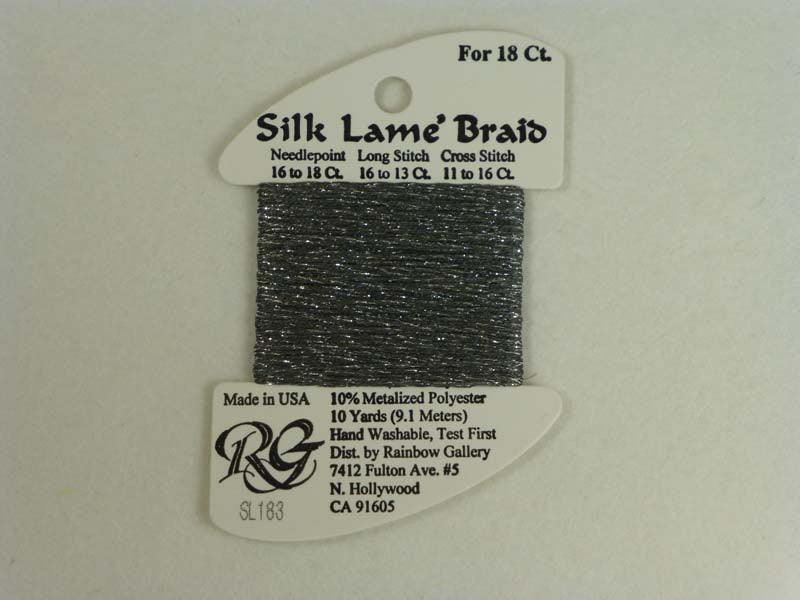 For 18 Ct.
Silk Lame' Braid
Needlepoint Long Stitch Cross Stitch
16 to 18 Ct. 16 to 13 Ct. 11 to 16 Ct.
Made in USA
RG
SL183
10% Metalized Polyester
10 Yards (9.1 Meters)
Hand Washable, Test First
Dist. by Rainbow Gallery
7412 Fulton Ave. #5
N. Hollywood
CA 91605